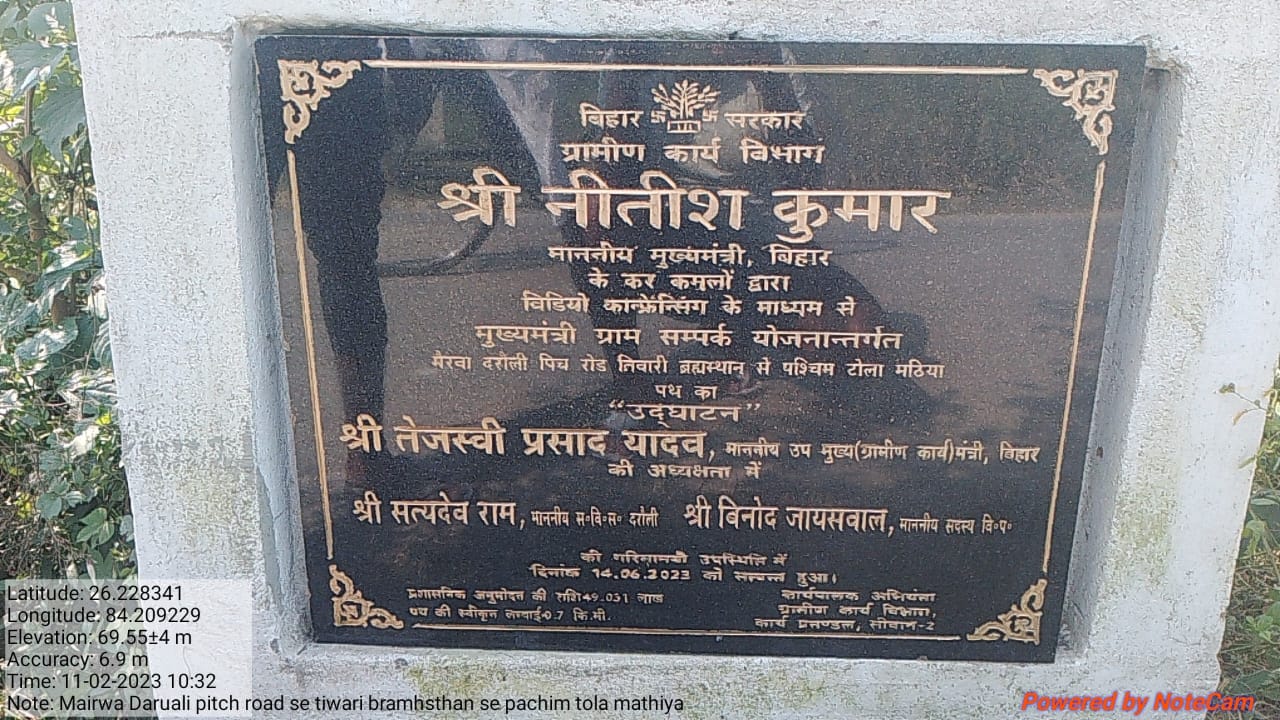 बिहार सरकार
ग्रामीण कार्य विभाग
श्री नीतीश कुमार
माननीय मुख्यमंत्री, बिहार
के कर कमलों द्वारा
विडियो कान्फ्रेन्सिंग के माध्यम से
मुख्यमंत्री ग्राम सम्पर्क योजनान्तर्गत
मैरवा दरौली पिच रोड तिवारी ब्रह्मस्थान से पश्चिम टोला मठिया
पथ का
"उद्घाटन"
श्री तेजस्वी प्रसाद यादव, माननीय उप मुख्य(ग्रामीण कार्य)मंत्री, बिहार
की अध्यक्षता में
श्री सत्यदेव राम, माननीय स॰वि॰स॰ दरौली श्री विनोद जायसवाल, माननीय सदस्य वि॰प॰
की गरिमामयी उपस्थिति में
दिनांक 14.06.2023 को सम्पन्न हुआ।
प्रशासनिक अनुमोदन की राशि49.031 लाख
पथ की स्वीकृत लम्बाई-0.7 कि.मी.
कार्यपालक अभियंता
ग्रामीण कार्य विभाग,
कार्य प्रमण्डल, सीवान-2
Latitude: 26.228341
Longitude: 84.209229
Elevation: 69.55±4 m
Accuracy: 6.9 m
Time: 11-02-2023 10:32
Note: Mairwa Daruali pitch road se tiwari bramhsthan se pachim tola mathiya
Powered by NoteCam